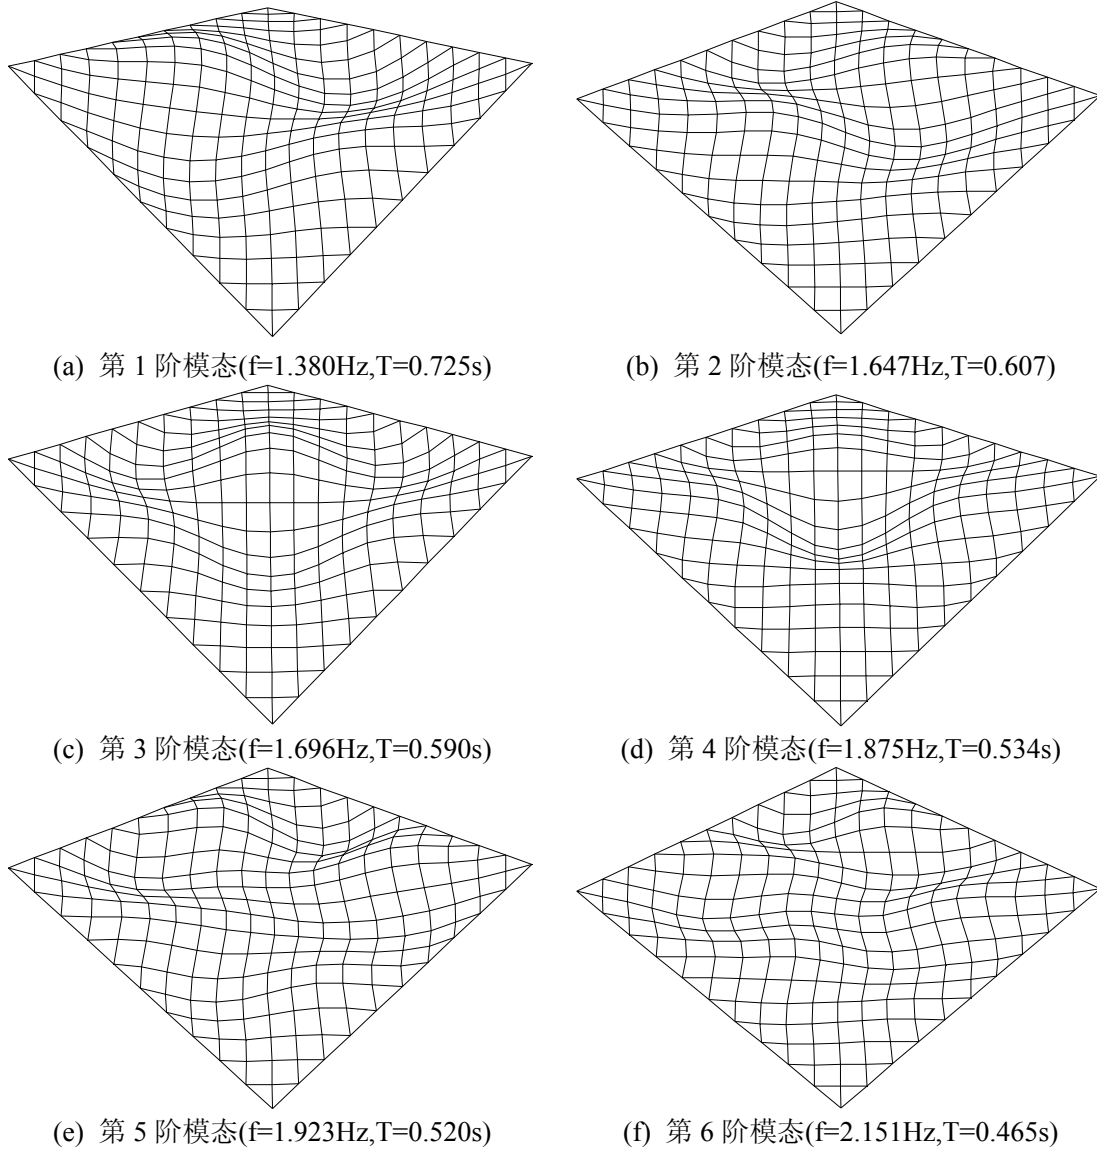 (a) 第 1 阶模态(f=1.380Hz,T=0.725s)
(b) 第 2 阶模态(f=1.647Hz,T=0.607)
(c) 第 3 阶模态(f=1.696Hz,T=0.590s)
(d) 第 4 阶模态(f=1.875Hz,T=0.534s)
(e) 第 5 阶模态(f=1.923Hz,T=0.520s)
(f) 第 6 阶模态(f=2.151Hz,T=0.465s)